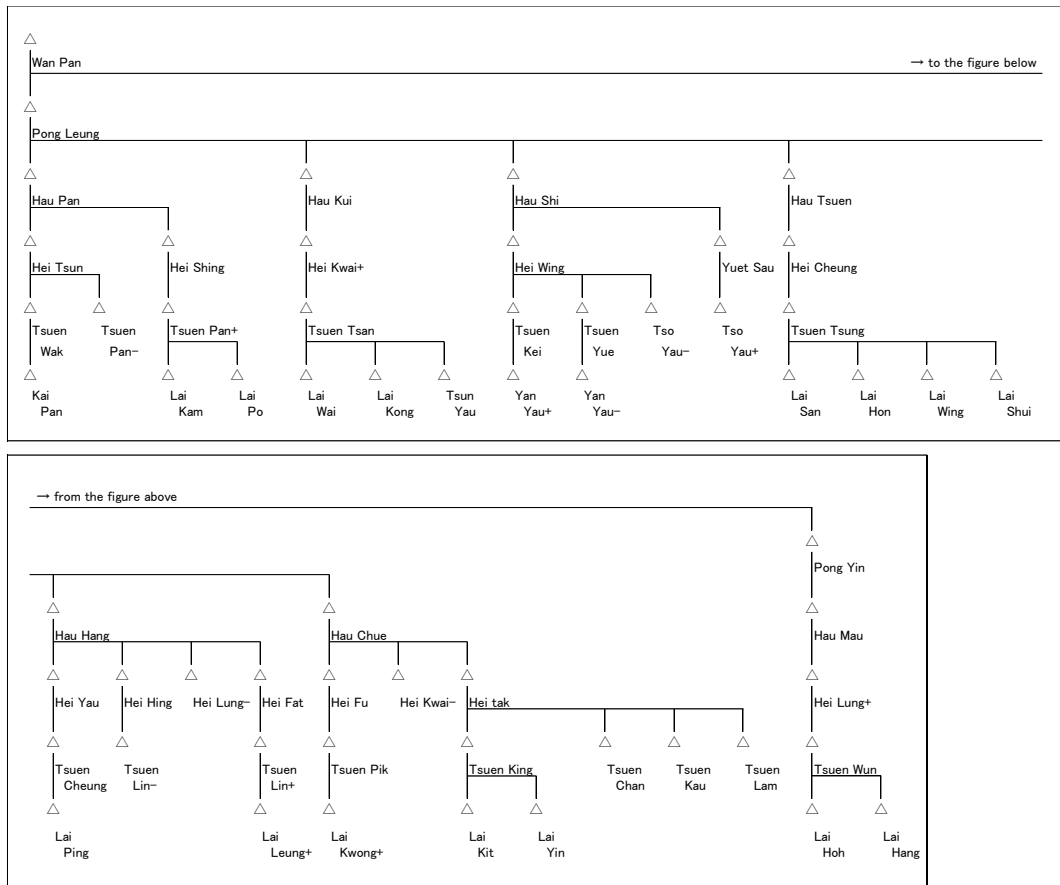 Wan Pan
→ to the figure below
Pong Leung
Hau Pan
Hau Kui
Hau Shi
Hau Tsuen
Hei Tsun
Hei Shing
Hei Kwai+
Hei Wing
Yuet Sau
Hei Cheung
Tsuen
Wak
Tsuen
Pan−
Tsuen Pan+
Tsuen Tsan
Tsuen
Kei
Tsuen
Yue
Tso
Yau−
Tso
Yau+
Tsuen Tsung
Kai
Pan
Lai
Kam
Lai
Po
Lai
Wai
Lai
Kong
Tsun
Yau
Yan
Yau+
Yan
Yau−
Lai
San
Lai
Hon
Lai
Wing
Lai
Shui
→ from the figure above
Pong Yin
Hau Hang
Hau Chue
Hau Mau
Hei Yau
Hei Hing
Hei Lung−
Hei Fat
Hei Fu
Hei Kwai−
Hei tak
Hei Lung+
Tsuen
Cheung
Tsuen
Lin−
Tsuen
Lin+
Tsuen Pik
Tsuen King
Tsuen
Chan
Tsuen
Kau
Tsuen
Lam
Tsuen Wun
Lai
Ping
Lai
Leung+
Lai
Kwong+
Lai
Kit
Lai
Yin
Lai
Hoh
Lai
Hang